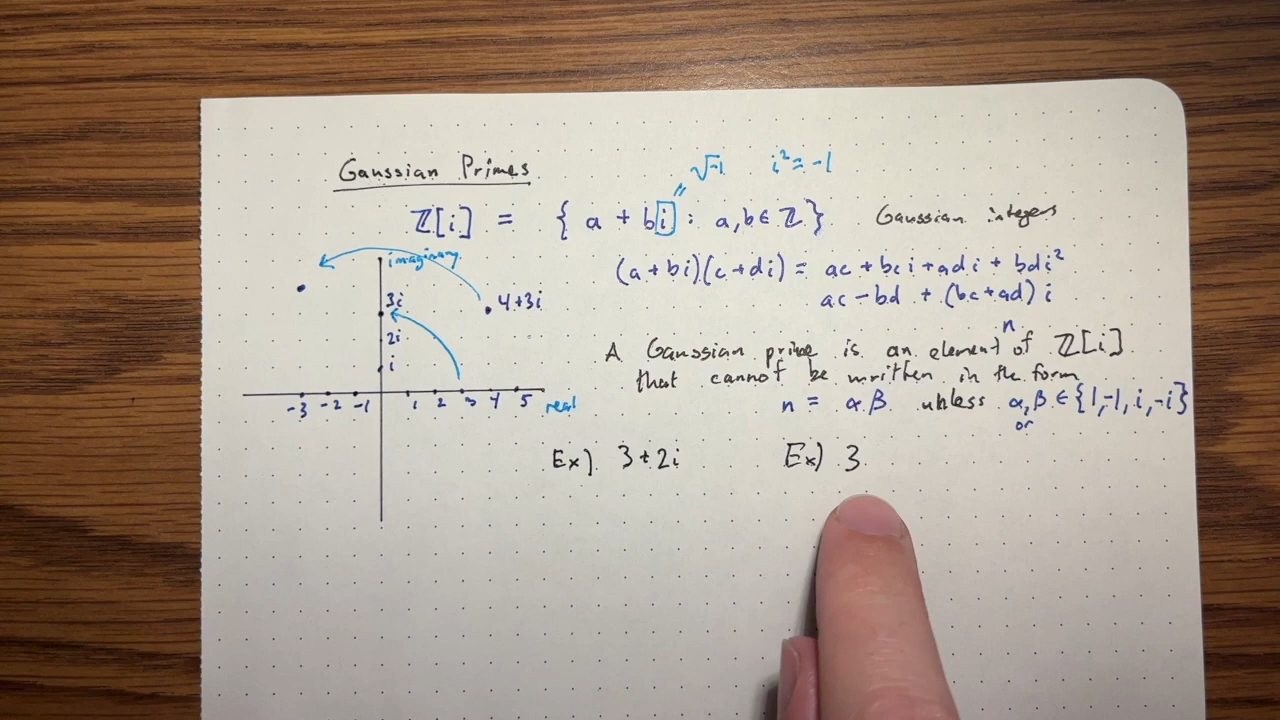 Gaussian Primes
√-1 i² = -1
ℤ[i] = { a + bi : a,b ∈ ℤ } Gaussian integers
(a+bi)(c+di) = ac + bci + adi + bdi²
ac - bd + (bc+ad) i
imaginary
3i
4+3i
2i
i
-3 -2 -1 1 2 3 4 5 real
A Gaussian prime is an element n of ℤ[i]
that cannot be written in the form
n = αβ unless α, β ∈ {1,-1, i, -i}
or
Ex) 3+2i Ex) 3